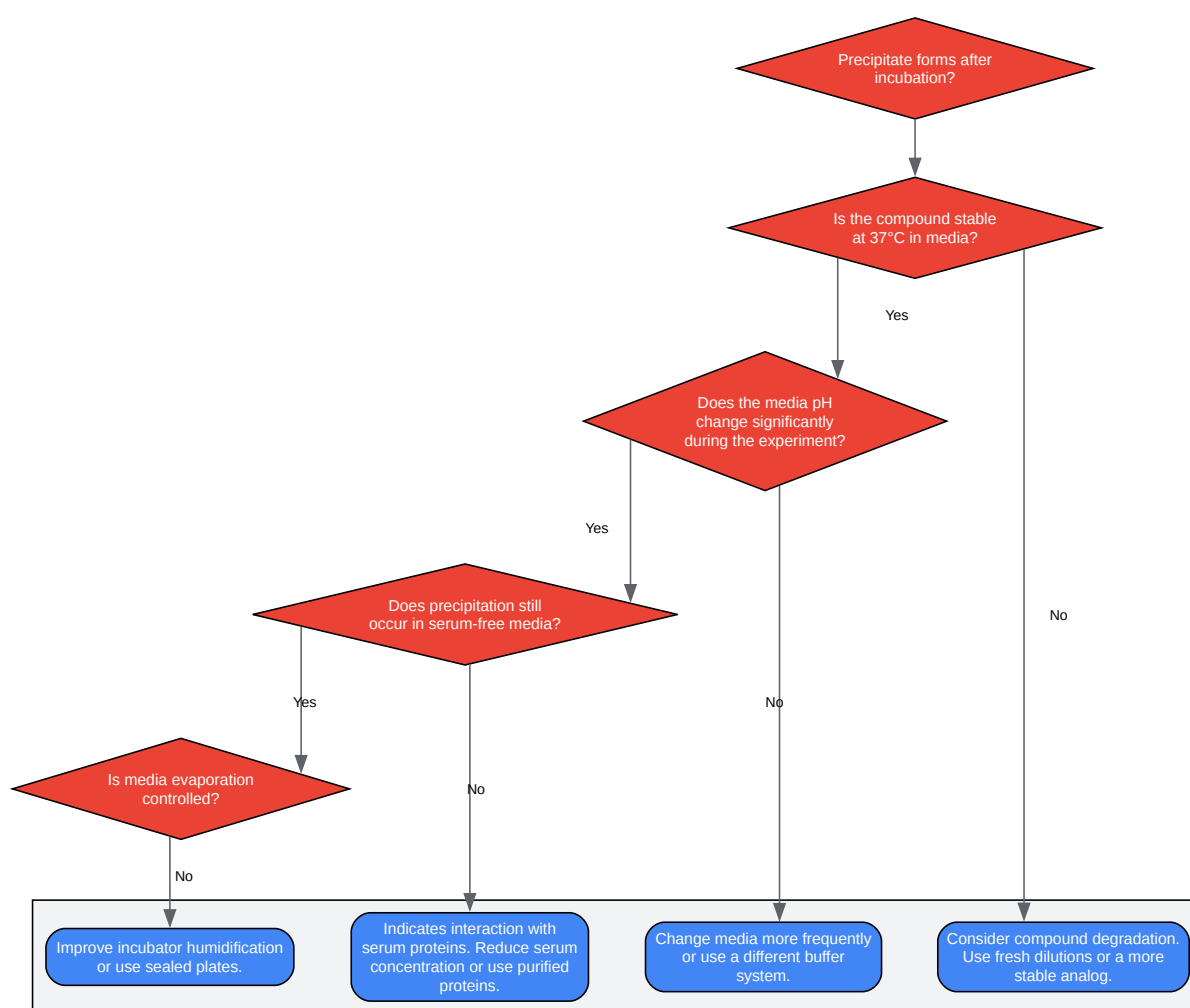 Precipitate forms after
incubation?
Is the compound stable
at 37°C in media?
Yes
Does the media pH
change significantly
during the experiment?
Yes
Does precipitation still
occur in serum-free media?
No
Yes
No
Is media evaporation
controlled?
No
No
Improve incubator humidification
or use sealed plates.
Indicates interaction with
serum proteins. Reduce serum
concentration or use purified
proteins.
Change media more frequently
or use a different buffer
system.
Consider compound degradation.
Use fresh dilutions or a more
stable analog.